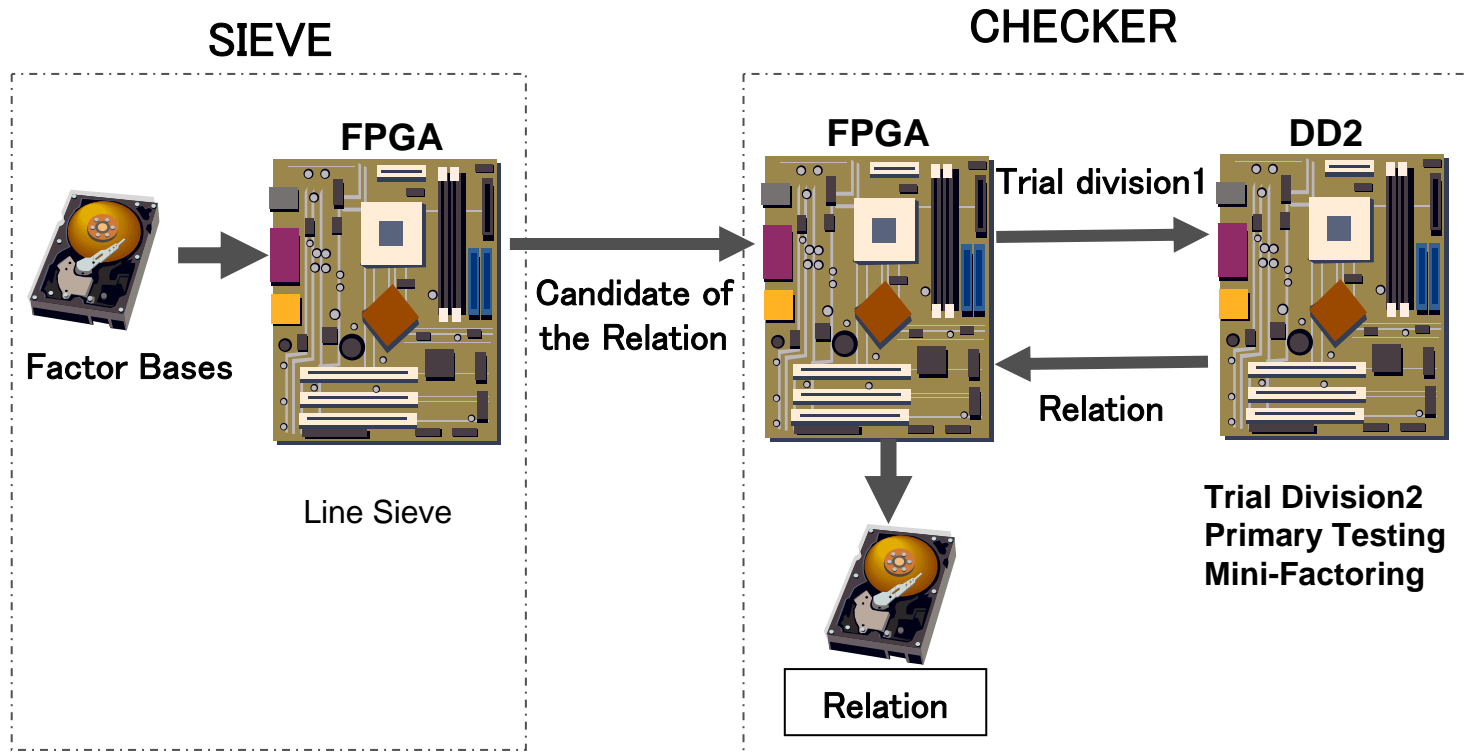 SIEVE
CHECKER
FPGA
Factor Bases
Line Sieve
Candidate of
the Relation
FPGA
Trial division1
Relation
DD2
Trial Division2
Primary Testing
Mini-Factoring
Relation